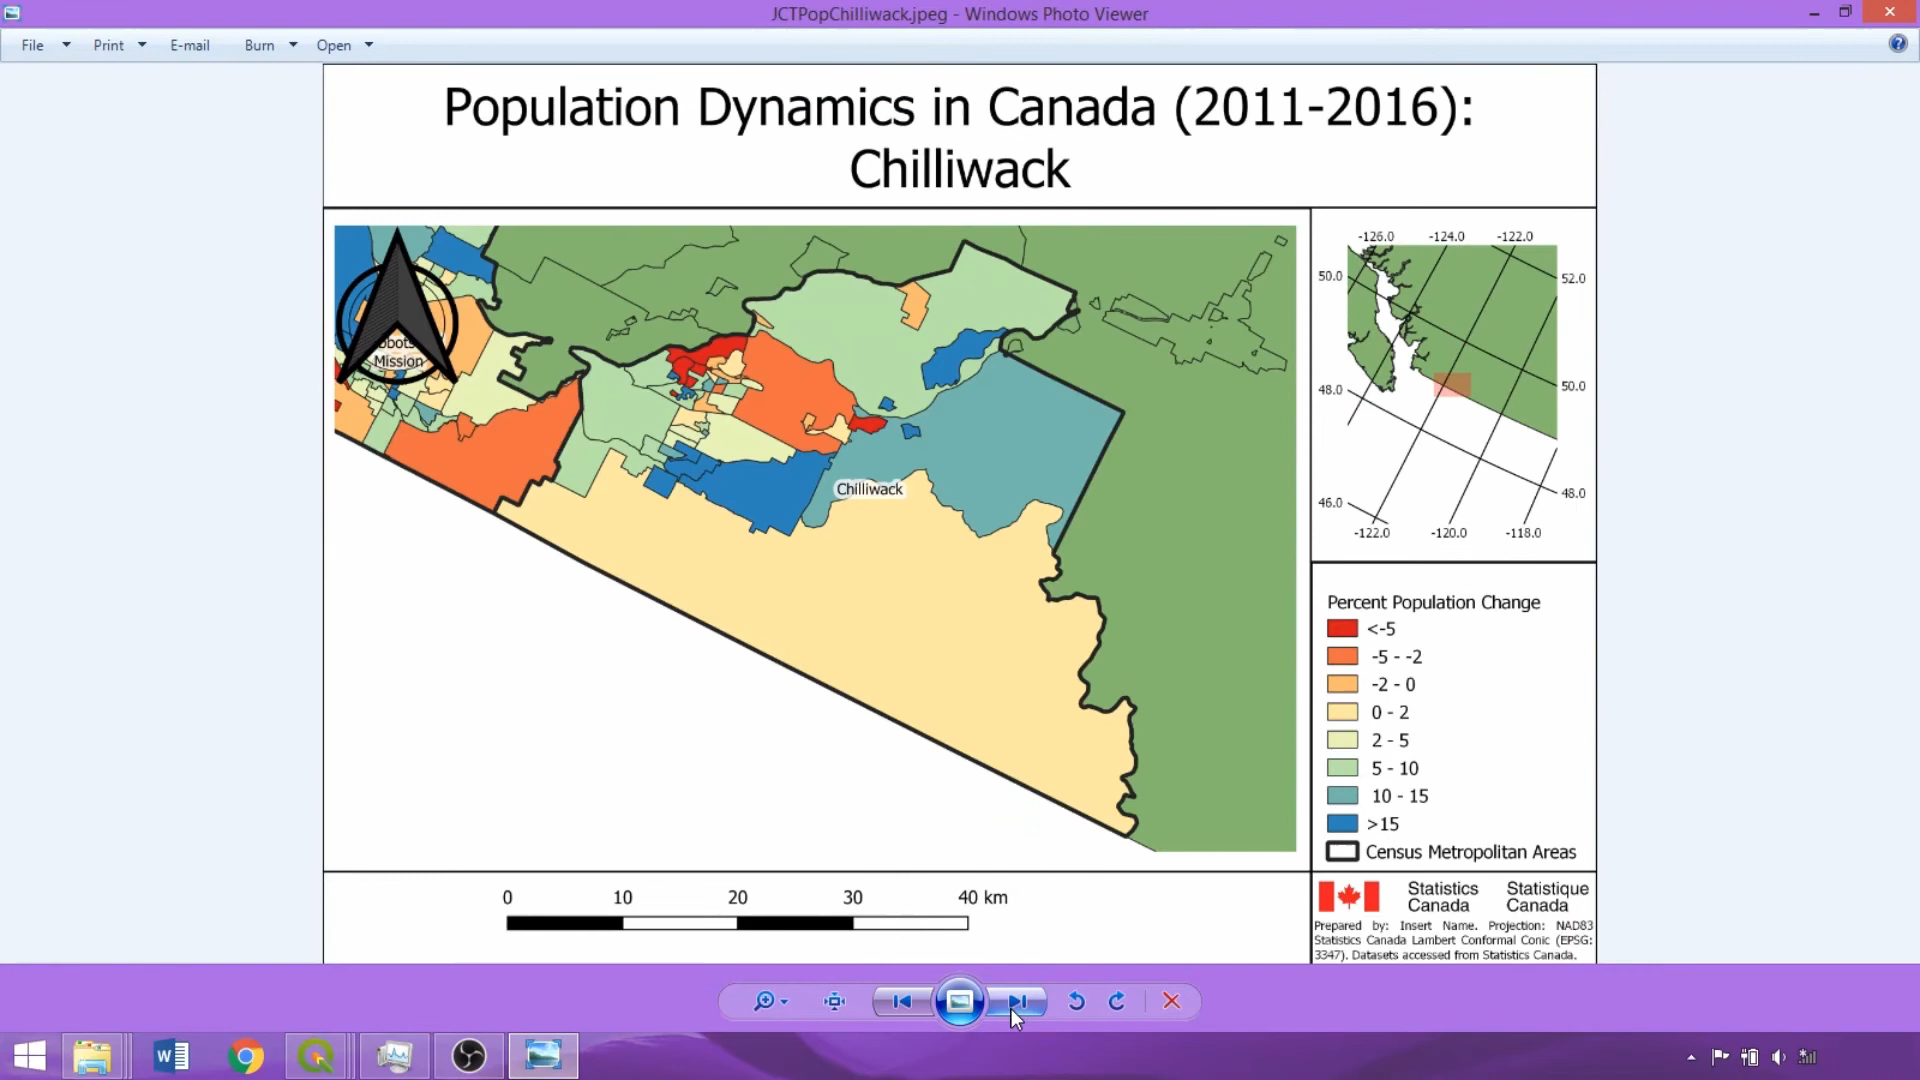 JCTPopChilliwack.jpeg - Windows Photo Viewer
File Print E-mail Burn Open
Population Dynamics in Canada (2011-2016):
Chilliwack
Mission
Chilliwack
-126.0 -124.0 -122.0
50.0 52.0
48.0 50.0
46.0 48.0
-122.0 -120.0 -118.0
Percent Population Change
<-5
-5 - -2
-2 - 0
0 - 2
2 - 5
5 - 10
10 - 15
>15
Census Metropolitan Areas
0 10 20 30 40 km
Statistics Statistique
Canada Canada
Prepared by: Insert Name. Projection: NAD83
Statistics Canada Lambert Conformal Conic (EPSG:
3347). Datasets accessed from Statistics Canada.